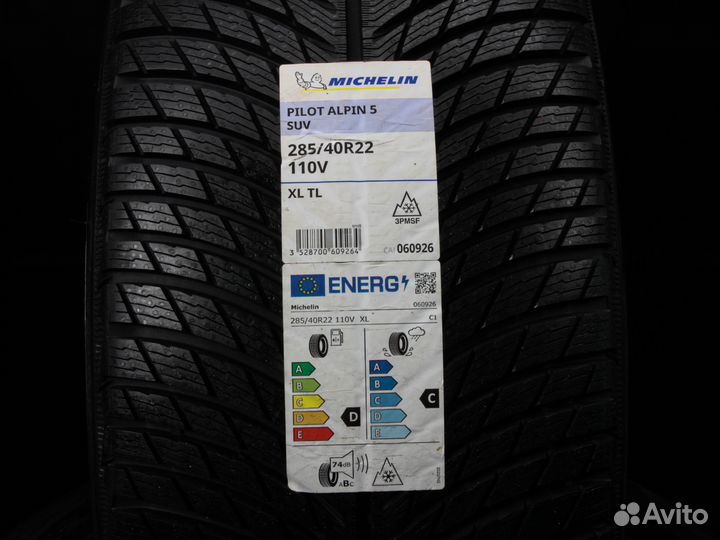 MICHELIN
PILOT ALPIN 5
SUV
285/40R22
110V
XL TL
3PMSF
3 528700 609264
CAI 060926
ENERG
Michelin
060926
285/40R22 110V XL
C1
A
B
C
D
E
D
A
B
C
D
E
C
74dB
ABC
Avito